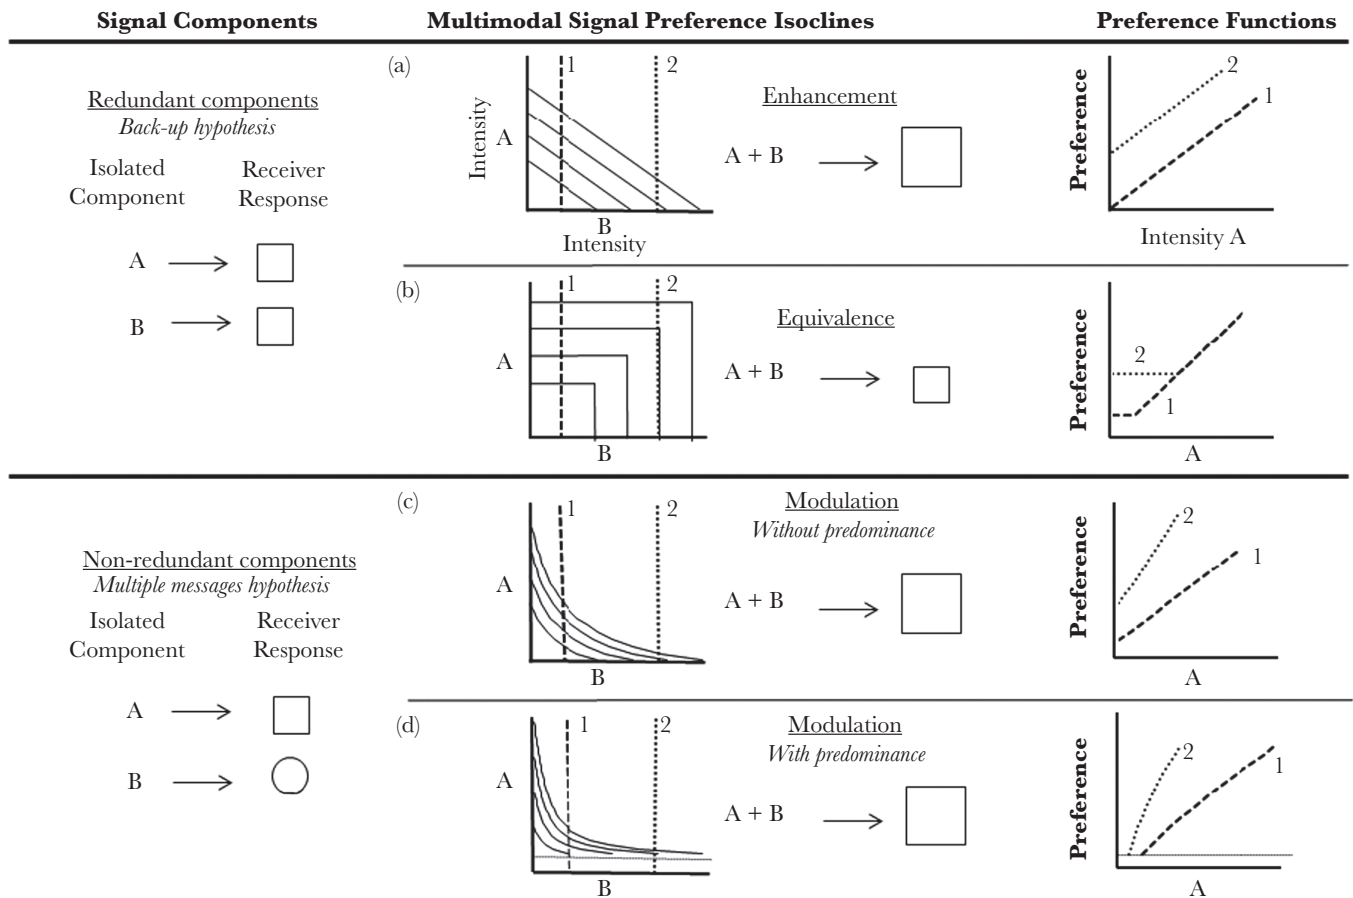 Signal Components
Multimodal Signal Preference Isoclines
Preference Functions
Redundant components
Back-up hypothesis
Isolated Component
Receiver Response
A
B
(a)
Intensity
A
1
2
B
Intensity
Enhancement
A + B
Preference
2
1
Intensity A
(b)
A
1
2
B
Equivalence
A + B
Preference
2
1
A
Non-redundant components
Multiple messages hypothesis
Isolated Component
Receiver Response
A
B
(c)
A
1
2
B
Modulation
Without predominance
A + B
Preference
2
1
A
(d)
A
1
2
B
Modulation
With predominance
A + B
Preference
2
1
A